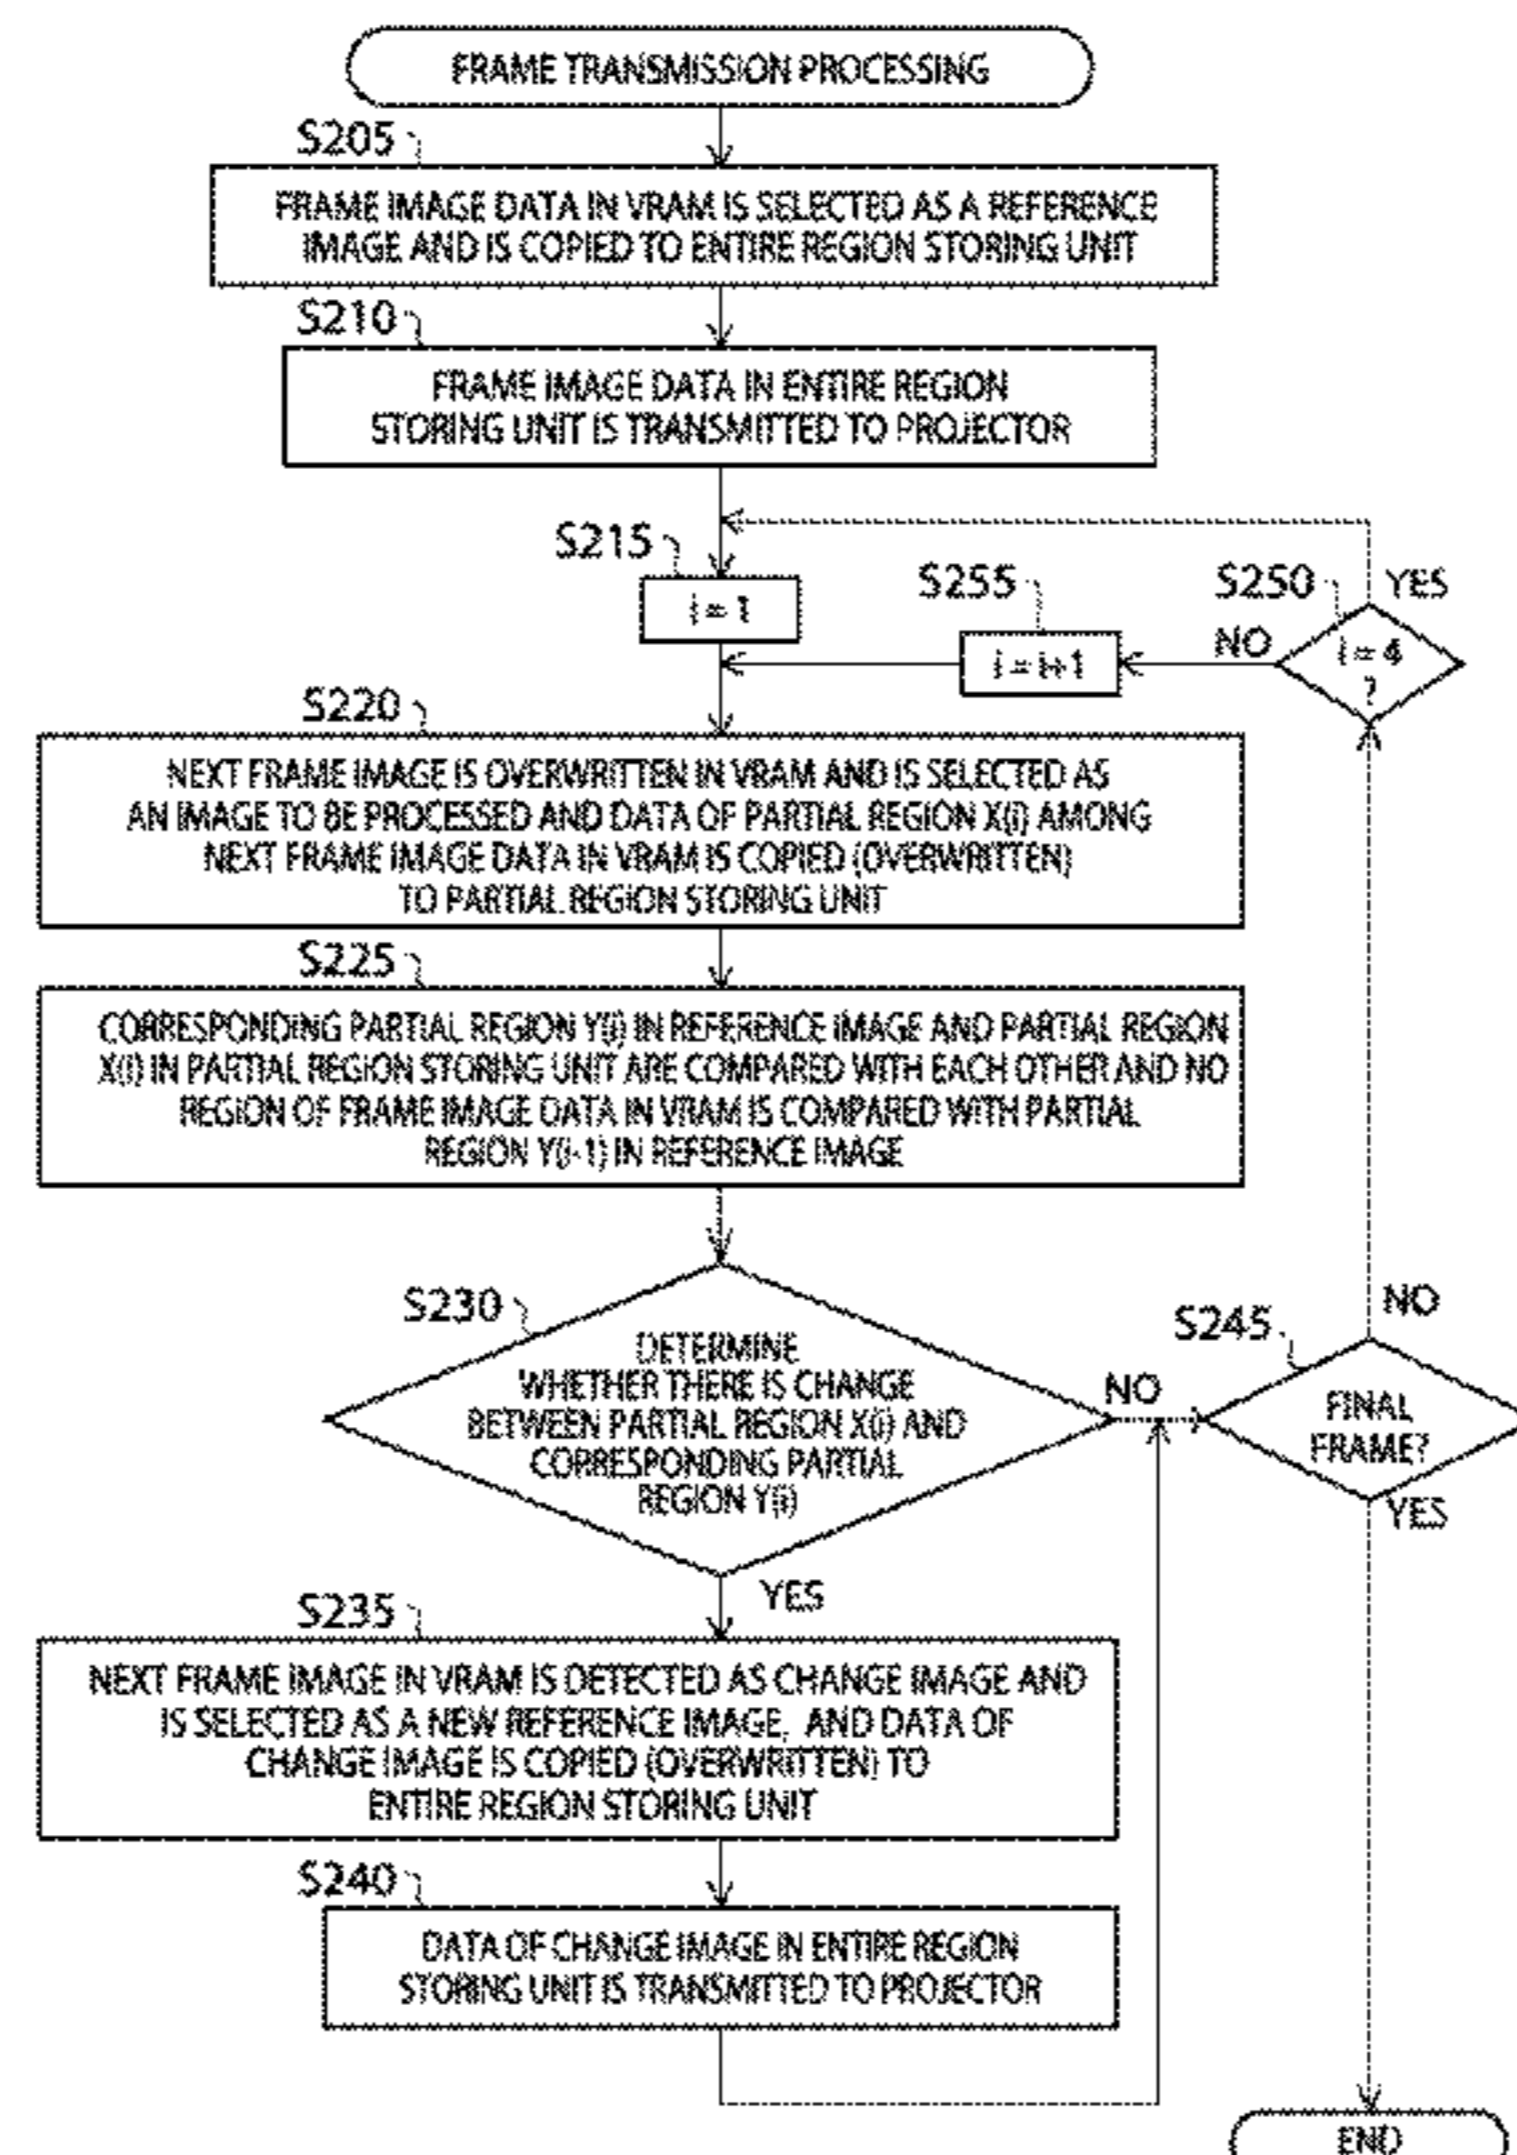 FRAME TRANSMISSION PROCESSING
S205
FRAME IMAGE DATA IN VRAM IS SELECTED AS A REFERENCE
IMAGE AND IS COPIED TO ENTIRE REGION STORING UNIT
S210
FRAME IMAGE DATA IN ENTIRE REGION
STORING UNIT IS TRANSMITTED TO PROJECTOR
S215
i = 1
S255
i = i+1
S250
YES
NO
i = 4
?
S220
NEXT FRAME IMAGE IS OVERWRITTEN IN VRAM AND IS SELECTED AS
AN IMAGE TO BE PROCESSED AND DATA OF PARTIAL REGION X(i) AMONG
NEXT FRAME IMAGE DATA IN VRAM IS COPIED (OVERWRITTEN)
TO PARTIAL REGION STORING UNIT
S225
CORRESPONDING PARTIAL REGION Y(i) IN REFERENCE IMAGE AND PARTIAL REGION
X(i) IN PARTIAL REGION STORING UNIT ARE COMPARED WITH EACH OTHER AND NO
REGION OF FRAME IMAGE DATA IN VRAM IS COMPARED WITH PARTIAL
REGION Y(i-1) IN REFERENCE IMAGE
S230
DETERMINE
WHETHER THERE IS CHANGE
BETWEEN PARTIAL REGION X(i) AND
CORRESPONDING PARTIAL
REGION Y(i)
NO
YES
S245
NO
FINAL
FRAME?
YES
S235
NEXT FRAME IMAGE IN VRAM IS DETECTED AS CHANGE IMAGE AND
IS SELECTED AS A NEW REFERENCE IMAGE, AND DATA OF
CHANGE IMAGE IS COPIED (OVERWRITTEN) TO
ENTIRE REGION STORING UNIT
S240
DATA OF CHANGE IMAGE IN ENTIRE REGION
STORING UNIT IS TRANSMITTED TO PROJECTOR
END